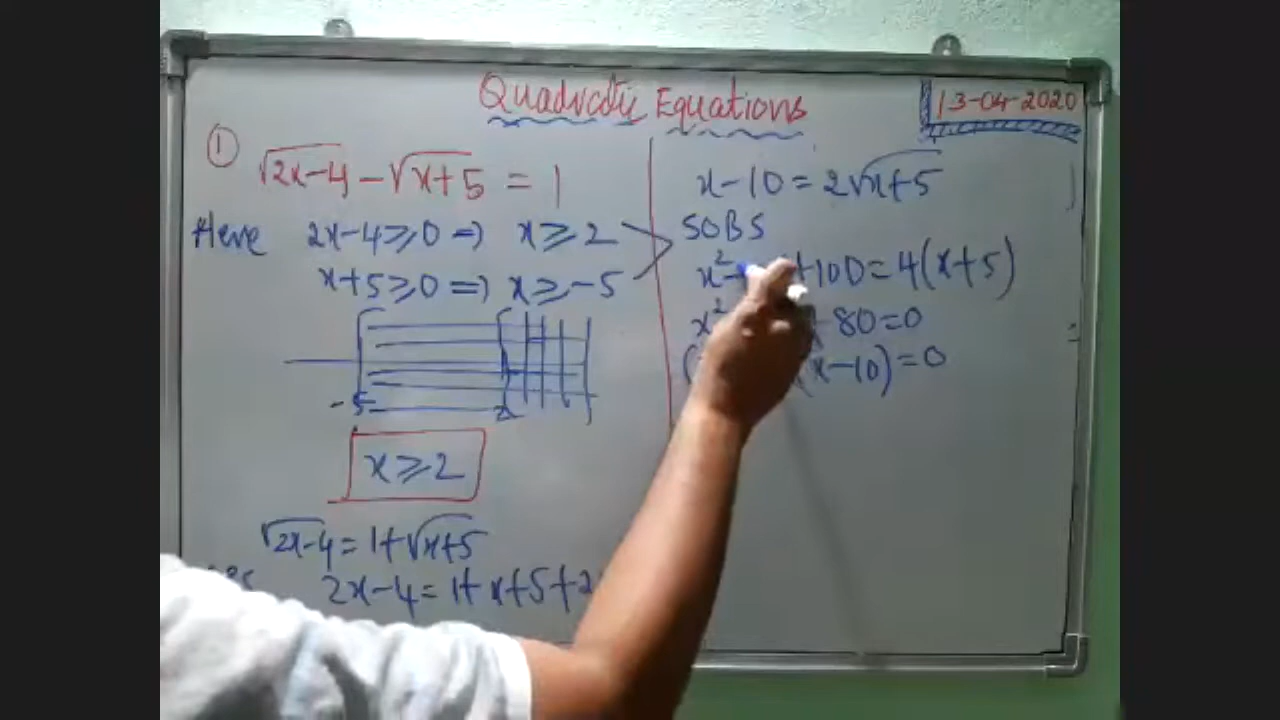 Quadratic Equations
13-04-2020
①
√2x-4 - √x+5 = 1
Here 2x-4 ≥ 0 ⇒ x ≥ 2
x+5 ≥ 0 ⇒ x ≥ -5
-5 2
x ≥ 2
√2x-4 = 1+√x+5
2x-4 = 1+x+5+2
x-10 = 2√x+5
SOBS
x² +100 = 4(x+5)
x² 80 = 0
( (x-10) = 0